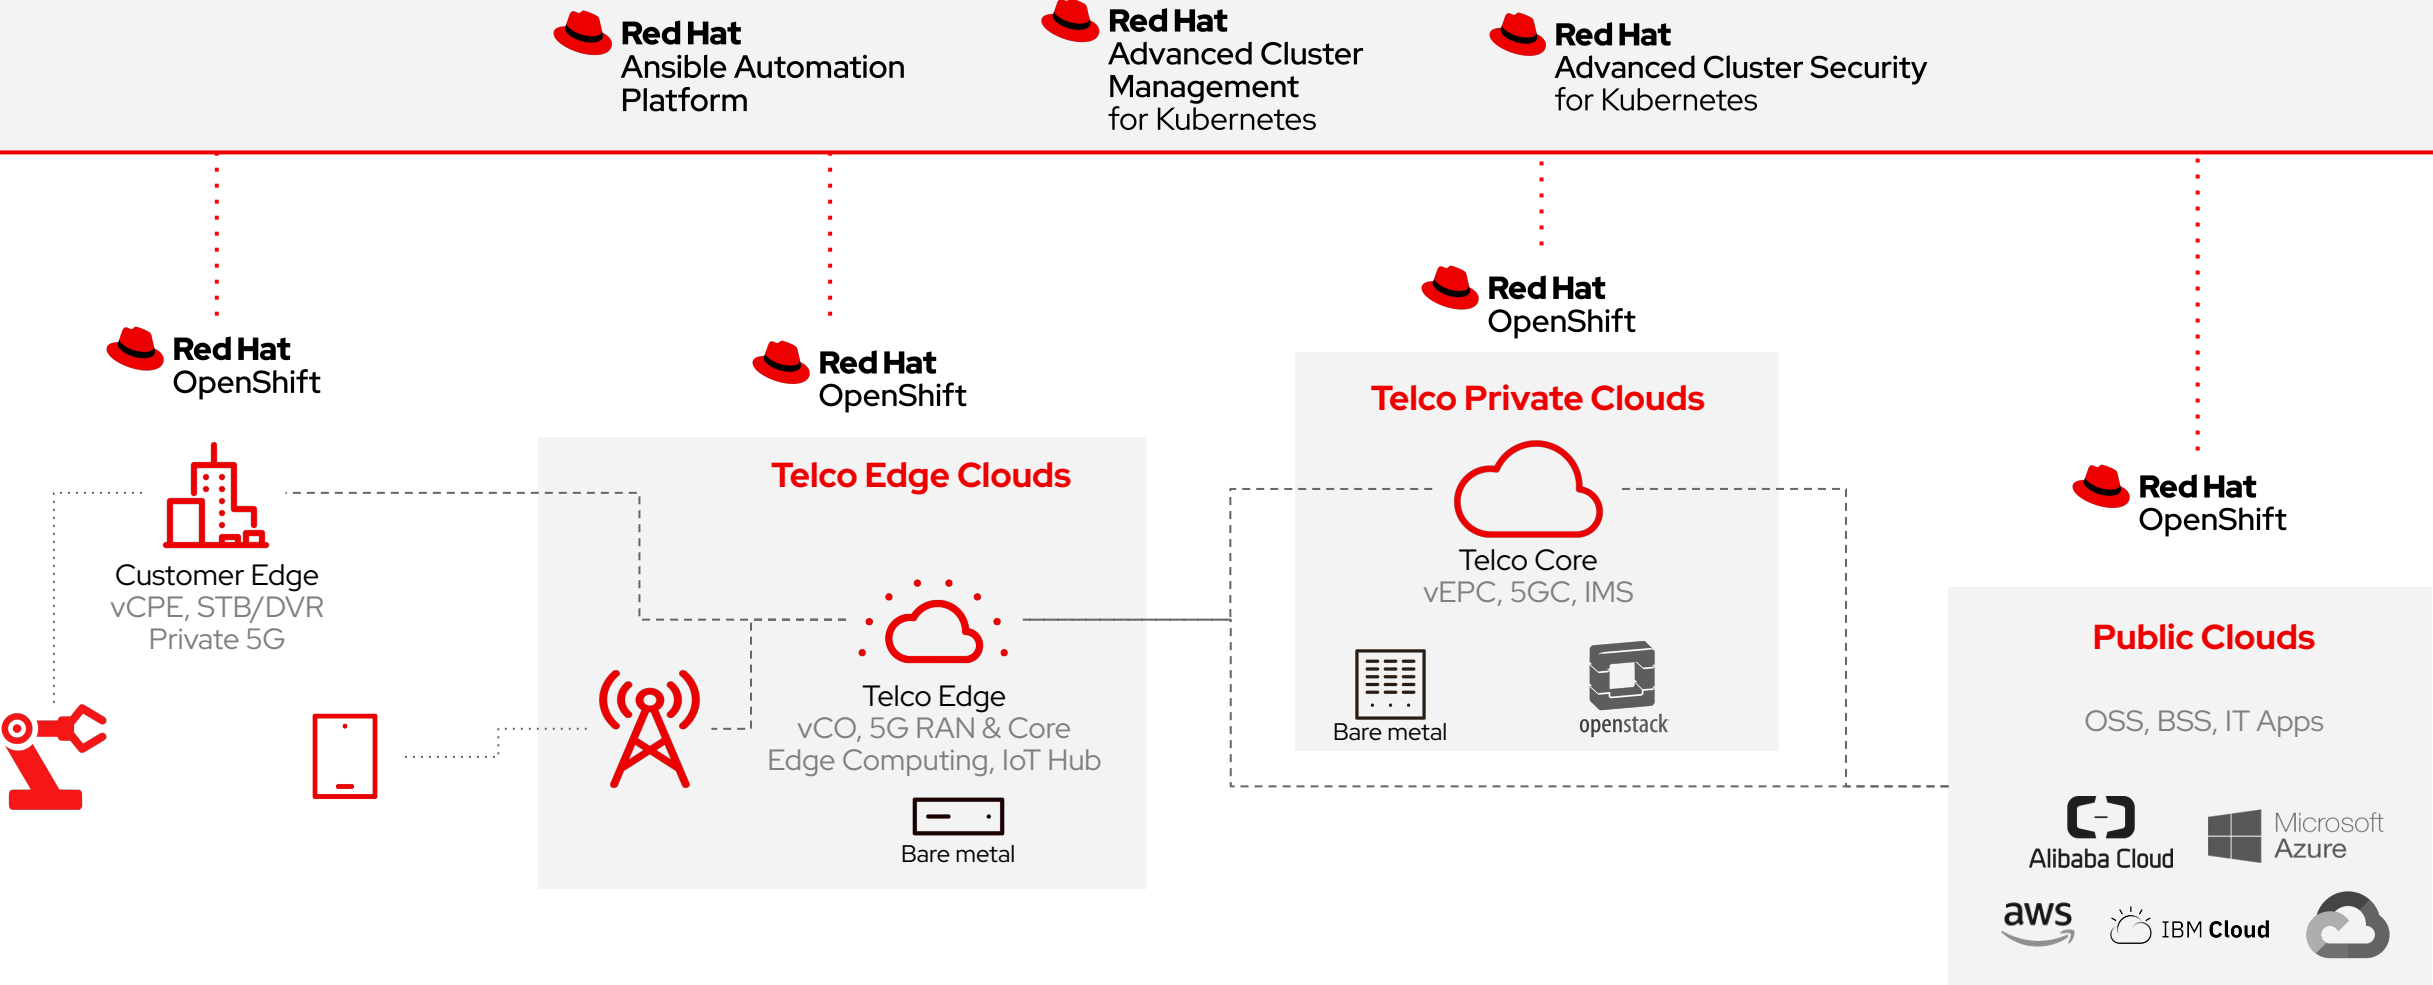 Red Hat
Ansible Automation
Platform
Red Hat
Advanced Cluster
Management
for Kubernetes
Red Hat
Advanced Cluster Security
for Kubernetes
Red Hat
OpenShift
Customer Edge
vCPE, STB/DVR
Private 5G
Red Hat
OpenShift
Telco Edge Clouds
Telco Edge
vCO, 5G RAN & Core
Edge Computing, IoT Hub
Bare metal
Red Hat
OpenShift
Telco Private Clouds
Telco Core
vEPC, 5GC, IMS
Bare metal
openstack
Red Hat
OpenShift
Public Clouds
OSS, BSS, IT Apps
Alibaba Cloud
Microsoft
Azure
aws
IBM Cloud